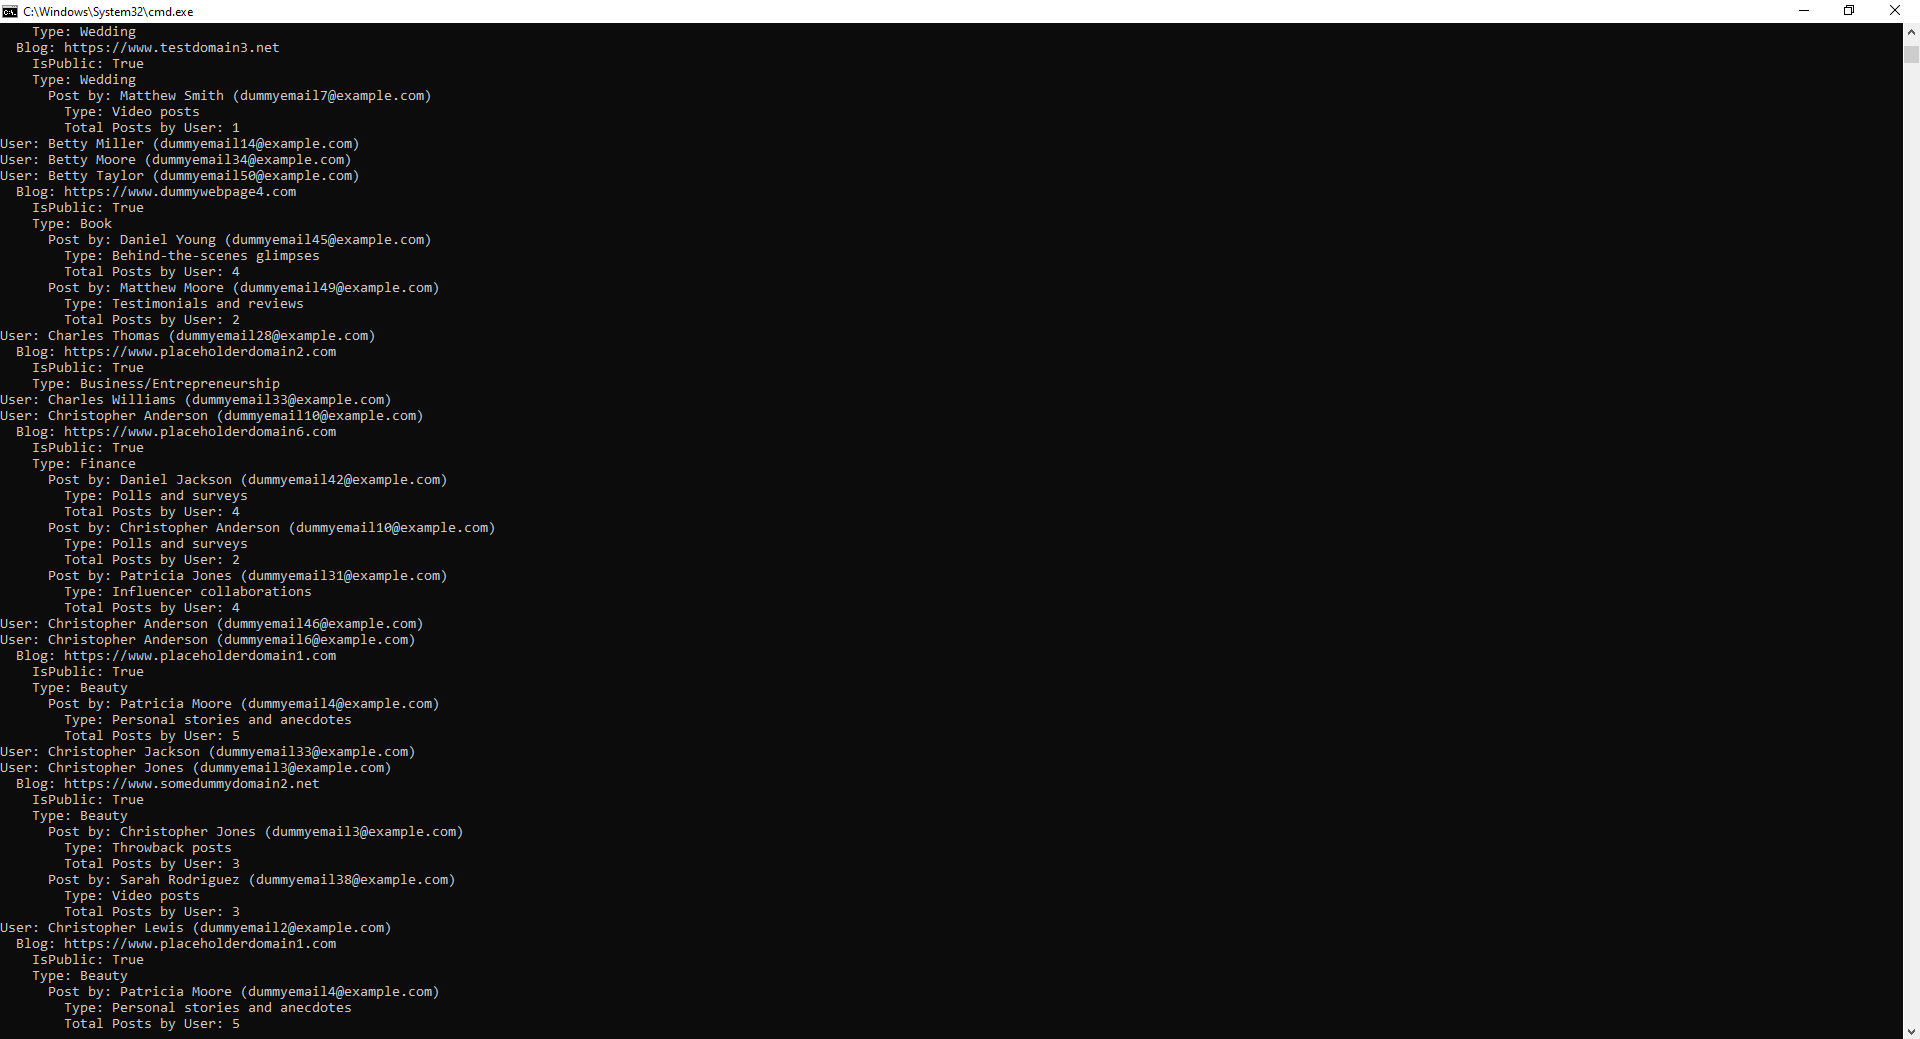 C:\Windows\System32\cmd.exe
Type: Wedding
Blog: https://www.testdomain3.net
IsPublic: True
Type: Wedding
Post by: Matthew Smith (dummyemail7@example.com)
Type: Video posts
Total Posts by User: 1
User: Betty Miller (dummyemail14@example.com)
User: Betty Moore (dummyemail34@example.com)
User: Betty Taylor (dummyemail50@example.com)
Blog: https://www.dummywebpage4.com
IsPublic: True
Type: Book
Post by: Daniel Young (dummyemail45@example.com)
Type: Behind-the-scenes glimpses
Total Posts by User: 4
Post by: Matthew Moore (dummyemail49@example.com)
Type: Testimonials and reviews
Total Posts by User: 2
User: Charles Thomas (dummyemail28@example.com)
Blog: https://www.placeholderdomain2.com
IsPublic: True
Type: Business/Entrepreneurship
User: Charles Williams (dummyemail33@example.com)
User: Christopher Anderson (dummyemail10@example.com)
Blog: https://www.placeholderdomain6.com
IsPublic: True
Type: Finance
Post by: Daniel Jackson (dummyemail42@example.com)
Type: Polls and surveys
Total Posts by User: 4
Post by: Christopher Anderson (dummyemail10@example.com)
Type: Polls and surveys
Total Posts by User: 2
Post by: Patricia Jones (dummyemail31@example.com)
Type: Influencer collaborations
Total Posts by User: 4
User: Christopher Anderson (dummyemail46@example.com)
User: Christopher Anderson (dummyemail6@example.com)
Blog: https://www.placeholderdomain1.com
IsPublic: True
Type: Beauty
Post by: Patricia Moore (dummyemail4@example.com)
Type: Personal stories and anecdotes
Total Posts by User: 5
User: Christopher Jackson (dummyemail33@example.com)
User: Christopher Jones (dummyemail3@example.com)
Blog: https://www.somedummydomain2.net
IsPublic: True
Type: Beauty
Post by: Christopher Jones (dummyemail3@example.com)
Type: Throwback posts
Total Posts by User: 3
Post by: Sarah Rodriguez (dummyemail38@example.com)
Type: Video posts
Total Posts by User: 3
User: Christopher Lewis (dummyemail2@example.com)
Blog: https://www.placeholderdomain1.com
IsPublic: True
Type: Beauty
Post by: Patricia Moore (dummyemail4@example.com)
Type: Personal stories and anecdotes
Total Posts by User: 5